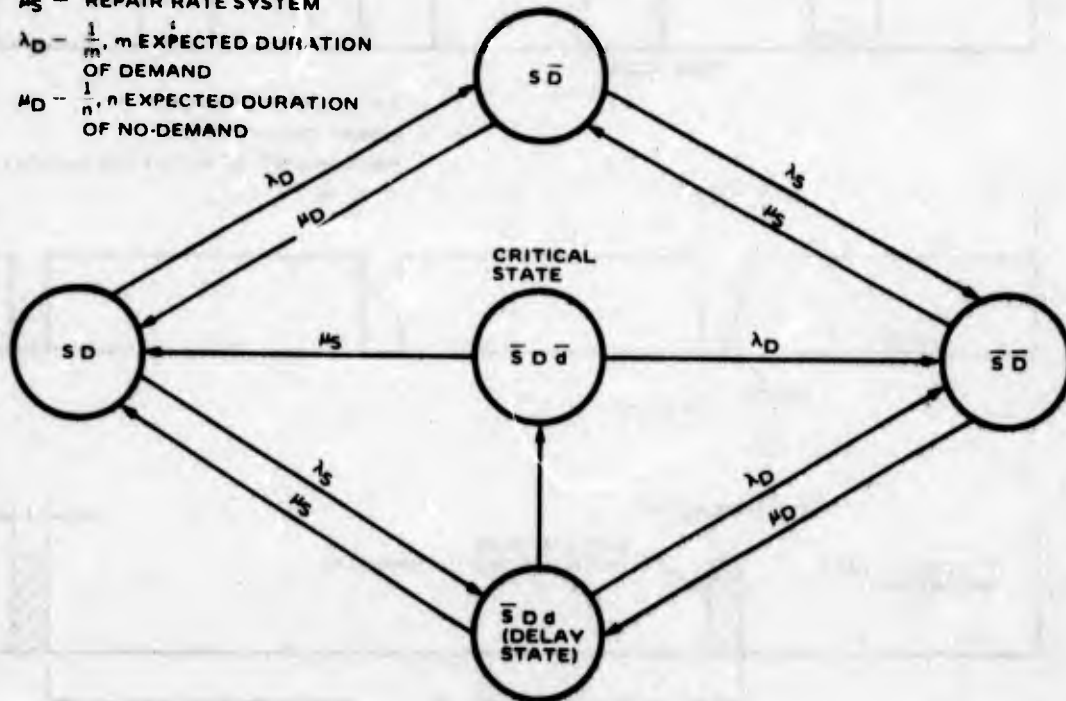 μS – REPAIR RATE SYSTEM
λD – 1/m, m EXPECTED DURATION
OF DEMAND
μD – 1/n, n EXPECTED DURATION
OF NO-DEMAND
S D̅
λD
μD
λS
μS
CRITICAL
STATE
S D
μS
S̅ D d̅
λD
S̅ D̅
λS
μS
λD
μD
S̅ D d
(DELAY
STATE)